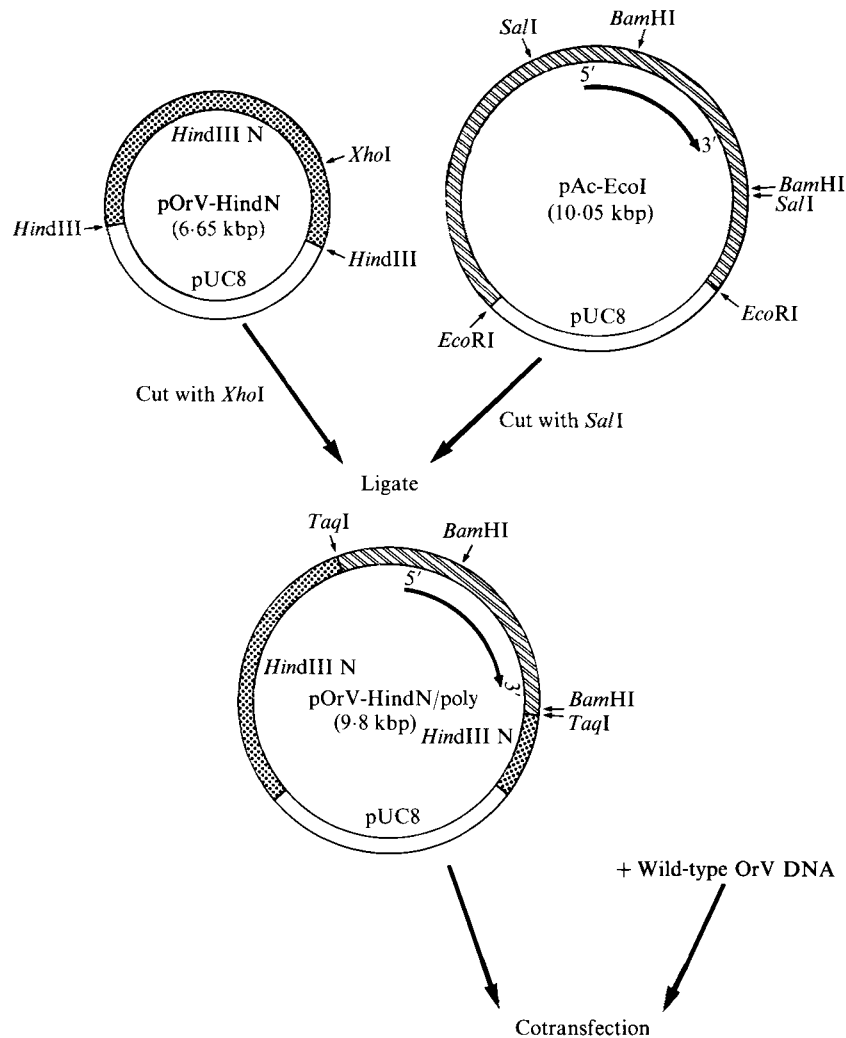 SalI
BamHI
5′
HindIII N
XhoI
3′
pOrV-HindN
(6·65 kbp)
pAc-EcoI
(10·05 kbp)
BamHI
SalI
HindIII
HindIII
pUC8
pUC8
EcoRI
EcoRI
Cut with XhoI
Cut with SalI
Ligate
TaqI
BamHI
5′
HindIII N
3′
pOrV-HindN/poly
(9·8 kbp)
BamHI
TaqI
HindIII N
pUC8
+ Wild-type OrV DNA
Cotransfection